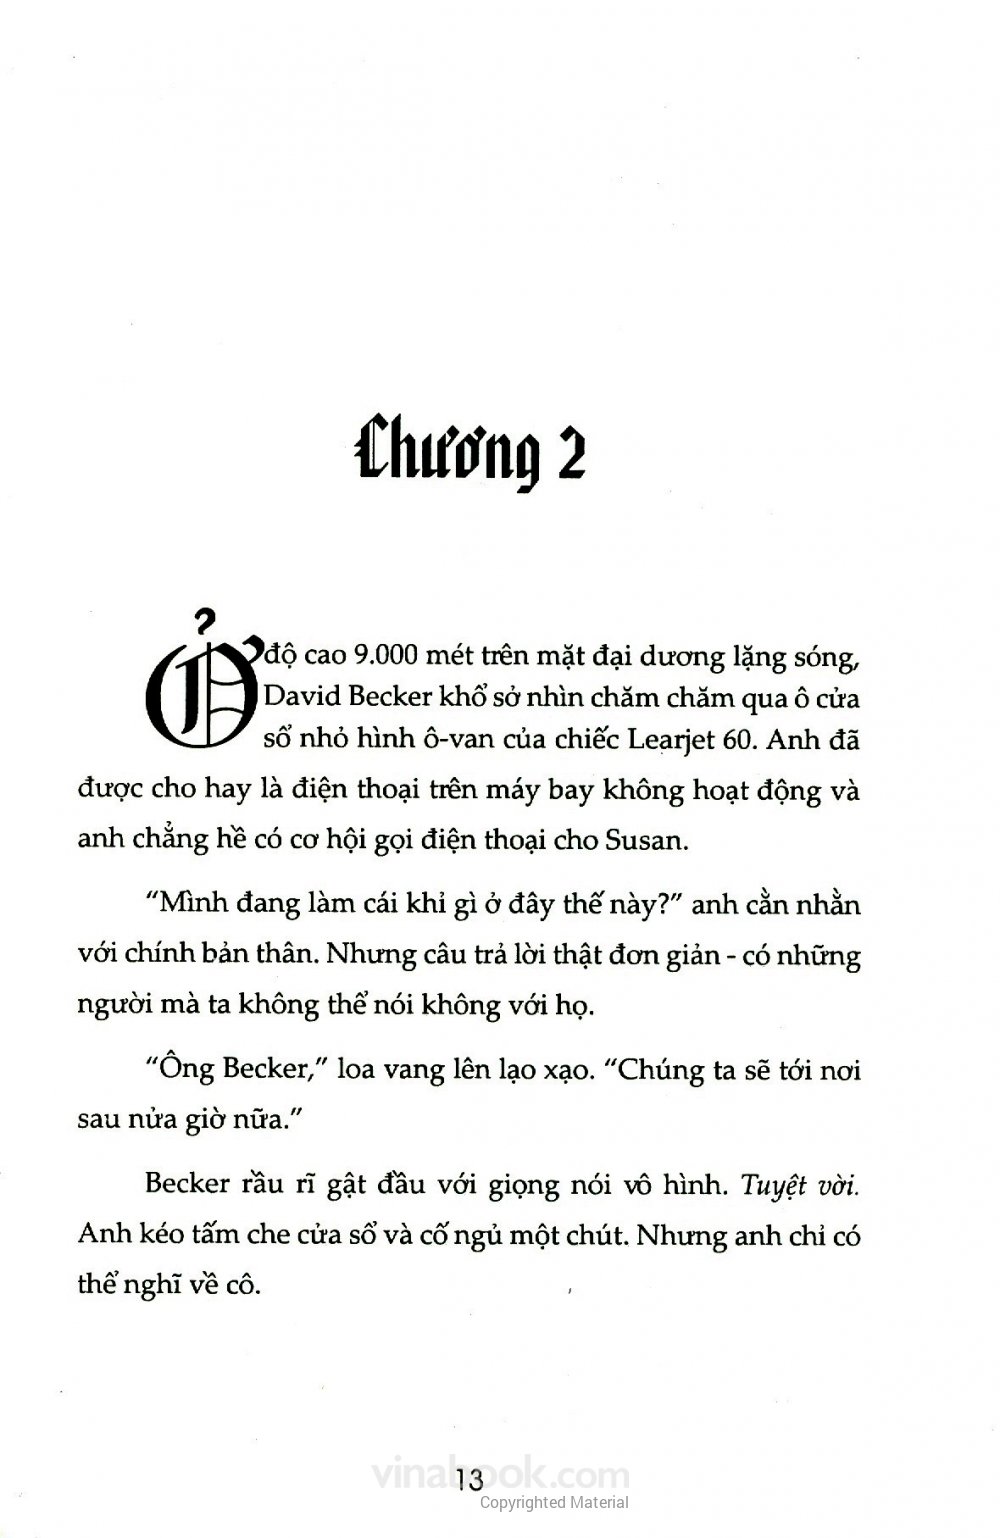 Chương 2
Ở độ cao 9.000 mét trên mặt đại dương lặng sóng,
David Becker khổ sở nhìn chăm chăm qua ô cửa
sổ nhỏ hình ô-van của chiếc Learjet 60. Anh đã
được cho hay là điện thoại trên máy bay không hoạt động và
anh chẳng hề có cơ hội gọi điện thoại cho Susan.
“Mình đang làm cái khỉ gì ở đây thế này?” anh cằn nhằn
với chính bản thân. Nhưng câu trả lời thật đơn giản - có những
người mà ta không thể nói không với họ.
“Ông Becker,” loa vang lên lạo xạo. “Chúng ta sẽ tới nơi
sau nửa giờ nữa.”
Becker rầu rĩ gật đầu với giọng nói vô hình. Tuyệt vời.
Anh kéo tấm che cửa sổ và cố ngủ một chút. Nhưng anh chỉ có
thể nghĩ về cô.
vinabook.com
13
Copyrighted Material